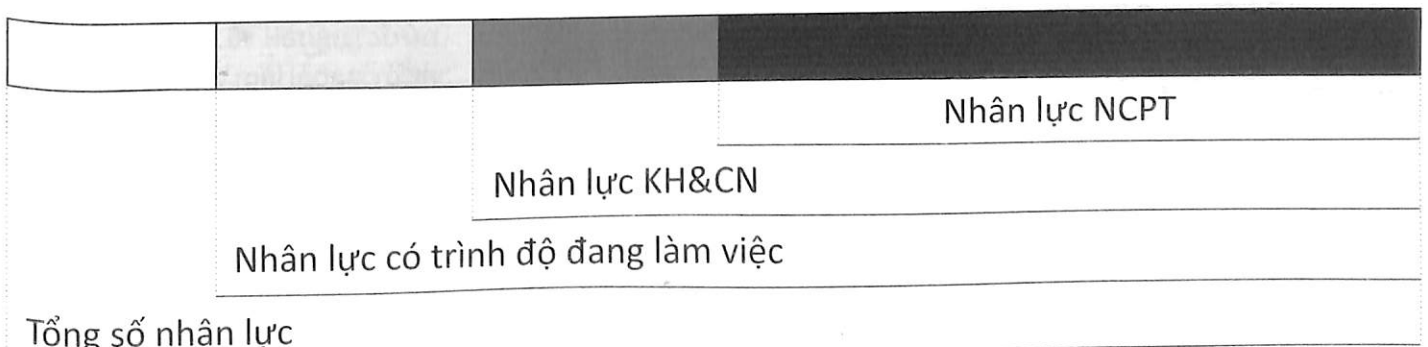 Nhân lực NCPT
Nhân lực KH&CN
Nhân lực có trình độ đang làm việc
Tổng số nhân lực